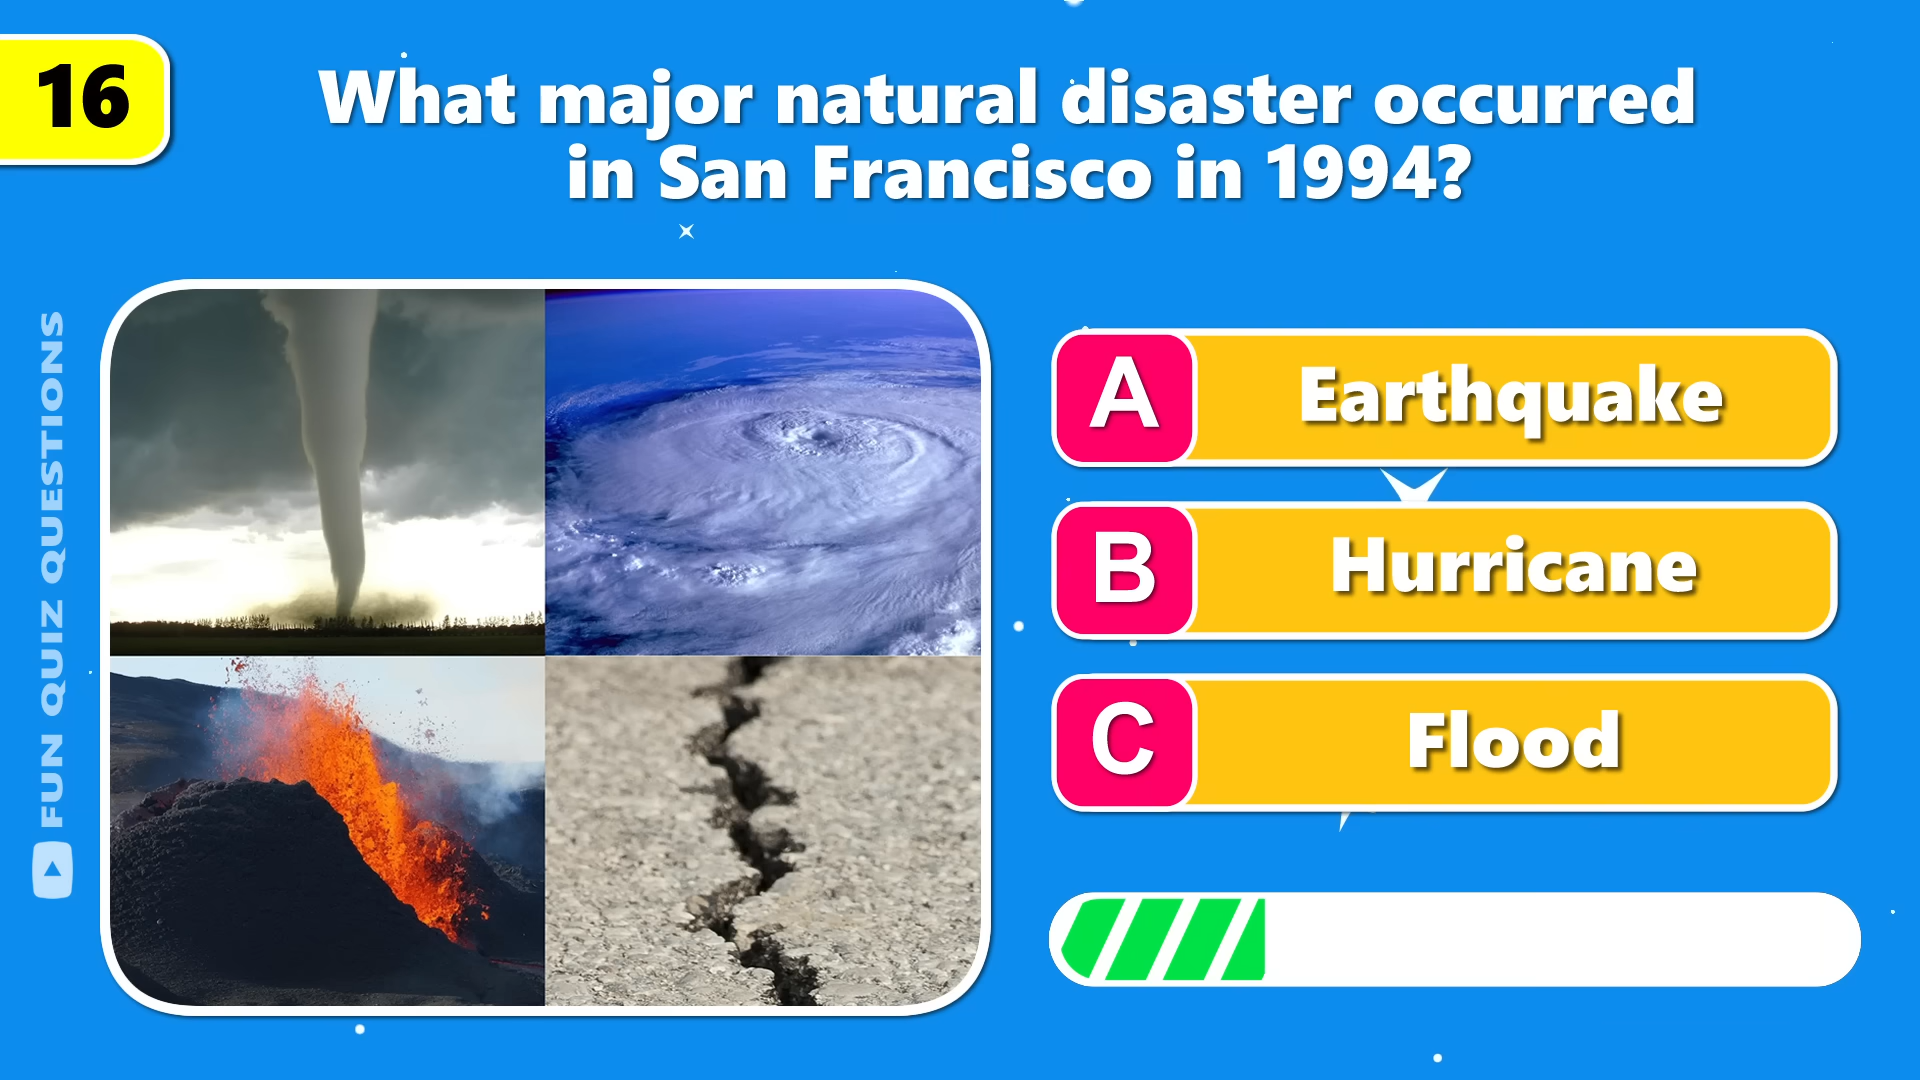 16
What major natural disaster occurred
in San Francisco in 1994?
FUN QUIZ QUESTIONS
A Earthquake
B Hurricane
C Flood